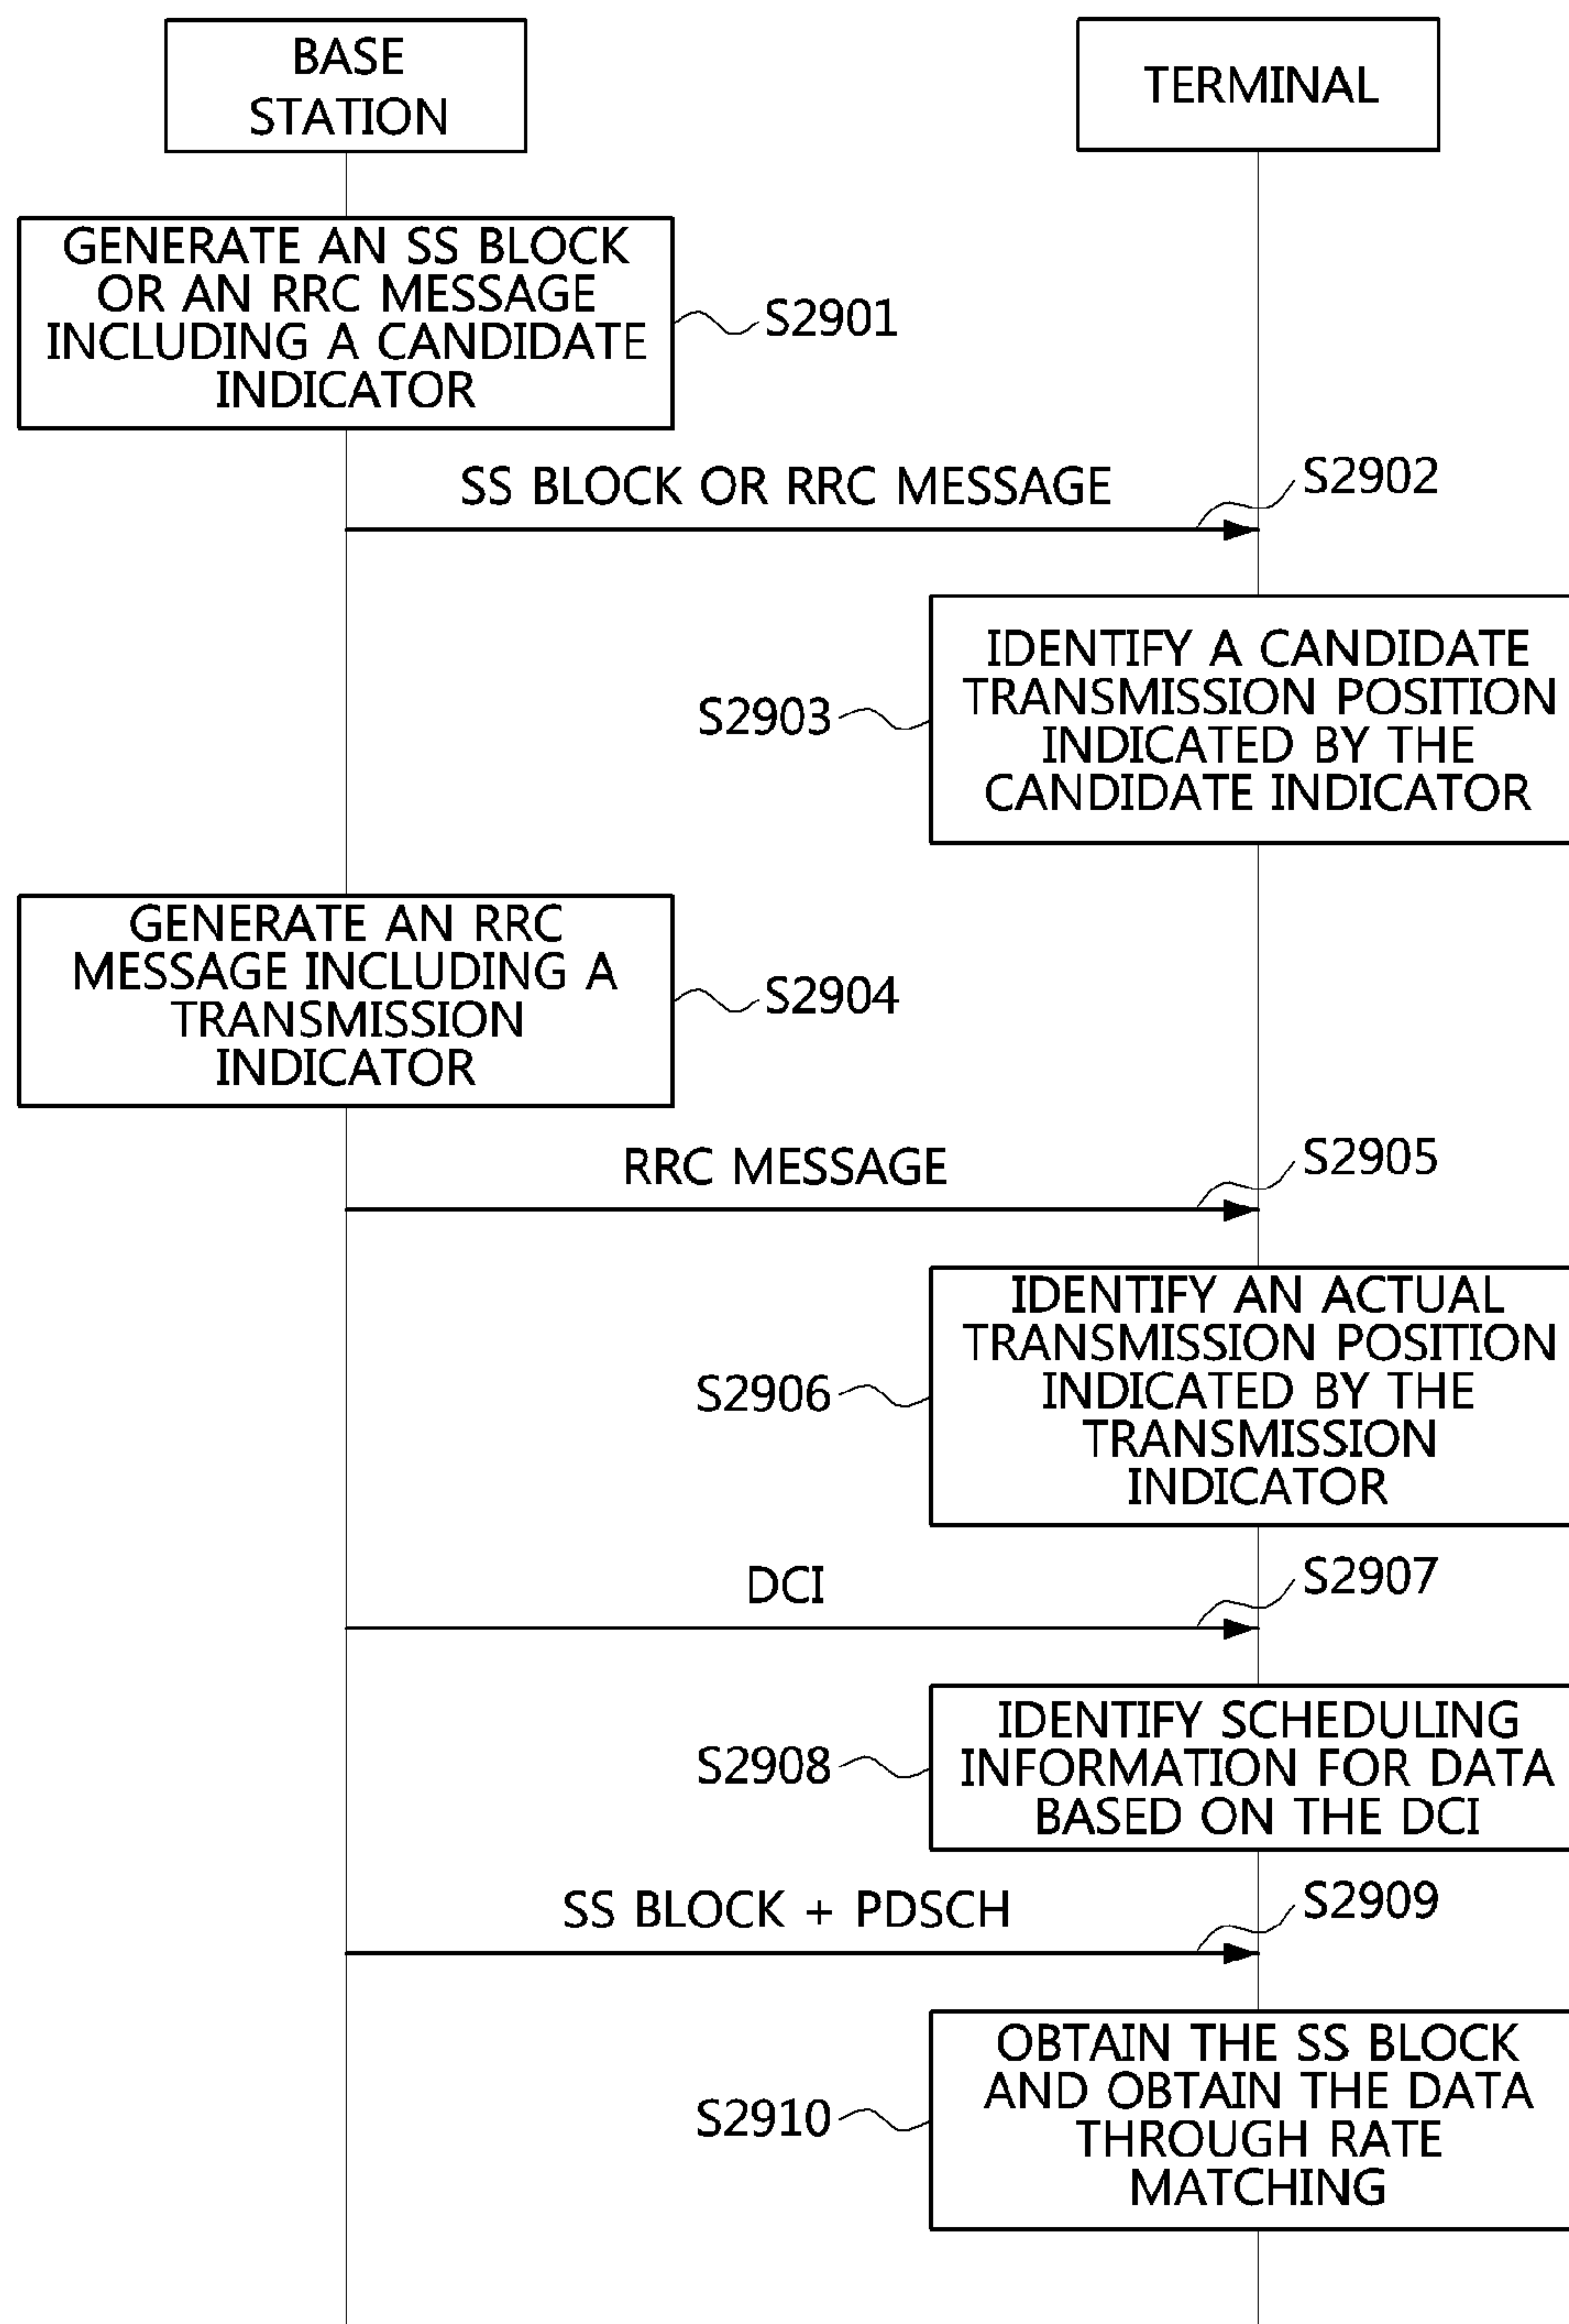 BASE
STATION
TERMINAL
GENERATE AN SS BLOCK
OR AN RRC MESSAGE
INCLUDING A CANDIDATE
INDICATOR
S2901
SS BLOCK OR RRC MESSAGE
S2902
IDENTIFY A CANDIDATE
TRANSMISSION POSITION
INDICATED BY THE
CANDIDATE INDICATOR
S2903
GENERATE AN RRC
MESSAGE INCLUDING A
TRANSMISSION
INDICATOR
S2904
RRC MESSAGE
S2905
IDENTIFY AN ACTUAL
TRANSMISSION POSITION
INDICATED BY THE
TRANSMISSION
INDICATOR
S2906
DCI
S2907
IDENTIFY SCHEDULING
INFORMATION FOR DATA
BASED ON THE DCI
S2908
SS BLOCK + PDSCH
S2909
OBTAIN THE SS BLOCK
AND OBTAIN THE DATA
THROUGH RATE
MATCHING
S2910